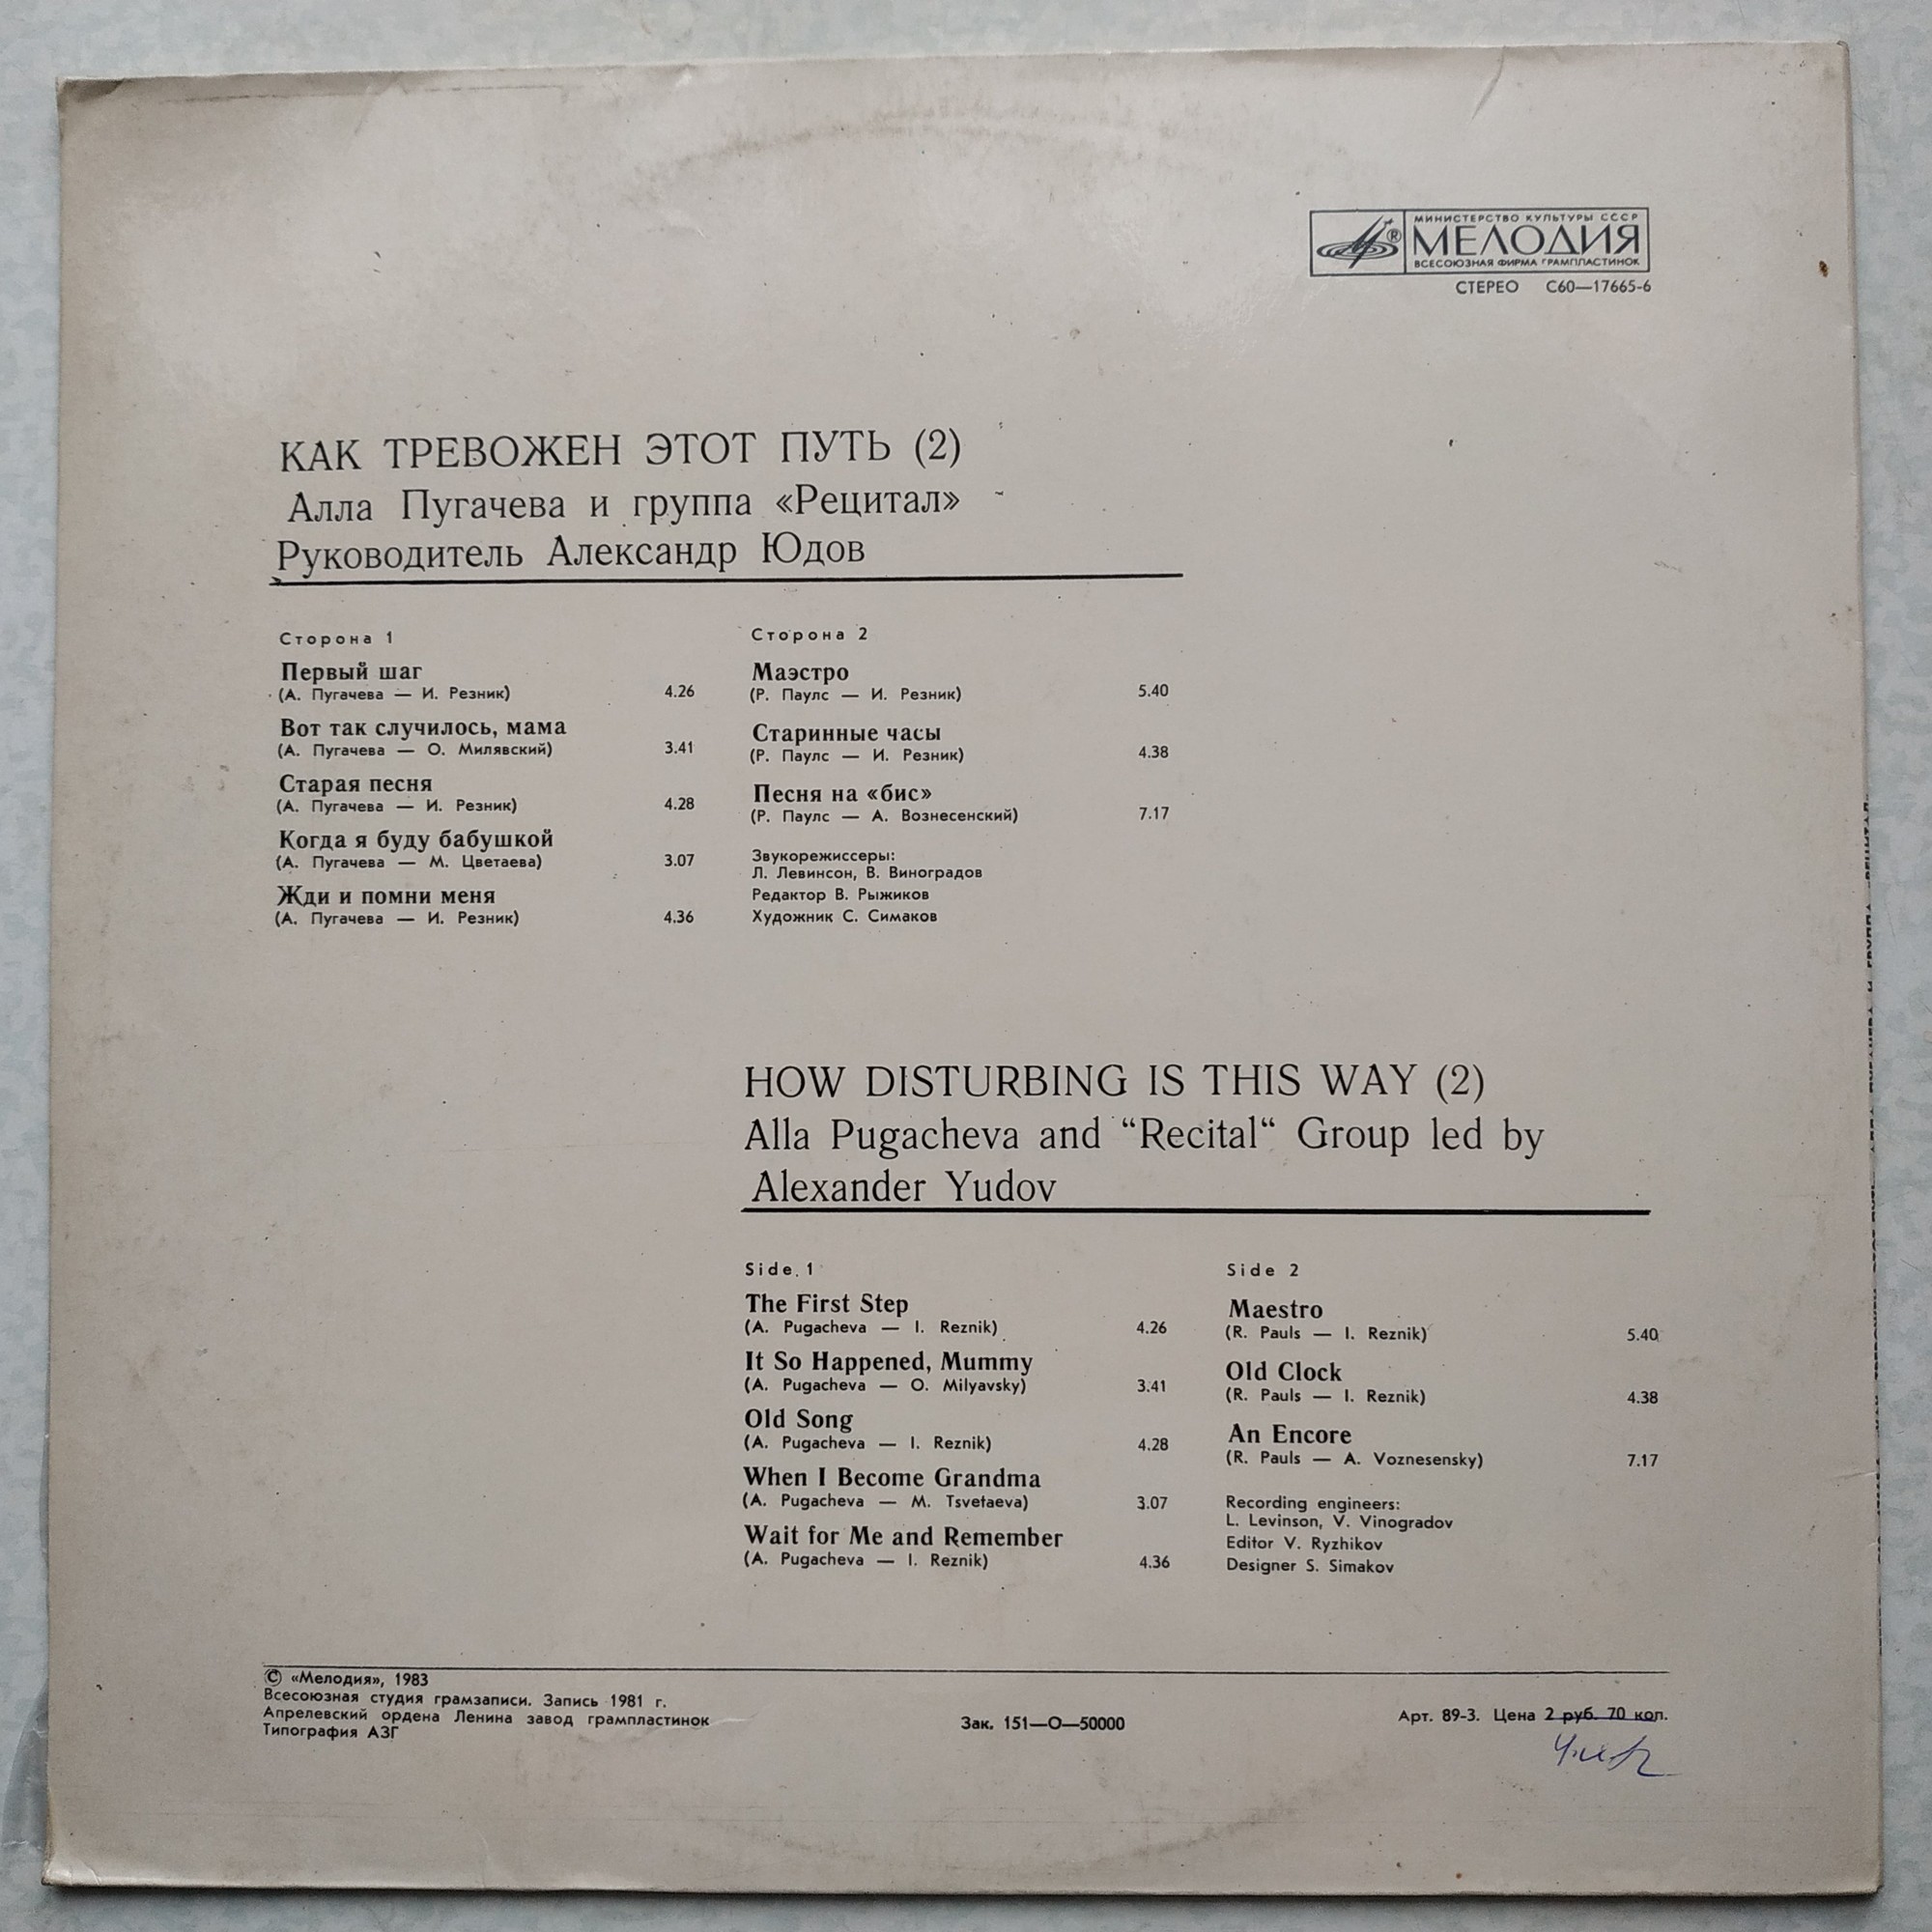 МИНИСТЕРСТВО КУЛЬТУРЫ СССР
МЕЛОДИЯ
ВСЕСОЮЗНАЯ ФИРМА ГРАМПЛАСТИНОК
СТЕРЕО С60—17665-6
КАК ТРЕВОЖЕН ЭТОТ ПУТЬ (2)
Алла Пугачева и группа «Рецитал»
Руководитель Александр Юдов
Сторона 1
Первый шаг
(А. Пугачева — И. Резник) 4.26
Вот так случилось, мама
(А. Пугачева — О. Милявский) 3.41
Старая песня
(А. Пугачева — И. Резник) 4.28
Когда я буду бабушкой
(А. Пугачева — М. Цветаева) 3.07
Жди и помни меня
(А. Пугачева — И. Резник) 4.36
Сторона 2
Маэстро
(Р. Паулс — И. Резник) 5.40
Старинные часы
(Р. Паулс — И. Резник) 4.38
Песня на «бис»
(Р. Паулс — А. Вознесенский) 7.17
Звукорежиссеры:
Л. Левинсон, В. Виноградов
Редактор В. Рыжиков
Художник С. Симаков
HOW DISTURBING IS THIS WAY (2)
Alla Pugacheva and “Recital“ Group led by
Alexander Yudov
Side 1
The First Step
(A. Pugacheva — I. Reznik) 4.26
It So Happened, Mummy
(A. Pugacheva — O. Milyavsky) 3.41
Old Song
(A. Pugacheva — I. Reznik) 4.28
When I Become Grandma
(A. Pugacheva — M. Tsvetaeva) 3.07
Wait for Me and Remember
(A. Pugacheva — I. Reznik) 4.36
Side 2
Maestro
(R. Pauls — I. Reznik) 5.40
Old Clock
(R. Pauls — I. Reznik) 4.38
An Encore
(R. Pauls — A. Voznesensky) 7.17
Recording engineers:
L. Levinson, V. Vinogradov
Editor V. Ryzhikov
Designer S. Simakov
© «Мелодия», 1983
Всесоюзная студия грамзаписи. Запись 1981 г.
Апрелевский ордена Ленина завод грампластинок
Типография АЗГ
Зак. 151—О—50000
Арт. 89-3. Цена 2 руб. 70 коп.